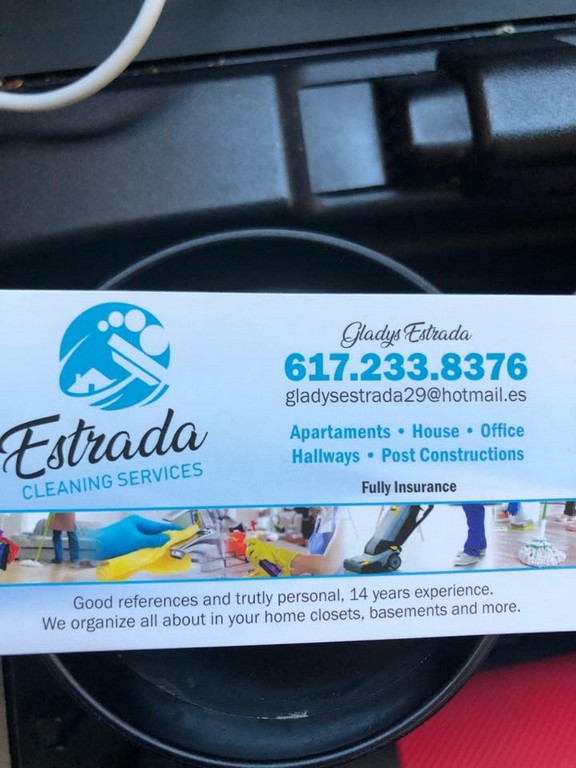 Estrada
CLEANING SERVICES
Gladys Estrada
617.233.8376
gladysestrada29@hotmail.es
Apartaments • House • Office
Hallways • Post Constructions
Fully Insurance
Good references and trutly personal, 14 years experience.
We organize all about in your home closets, basements and more.